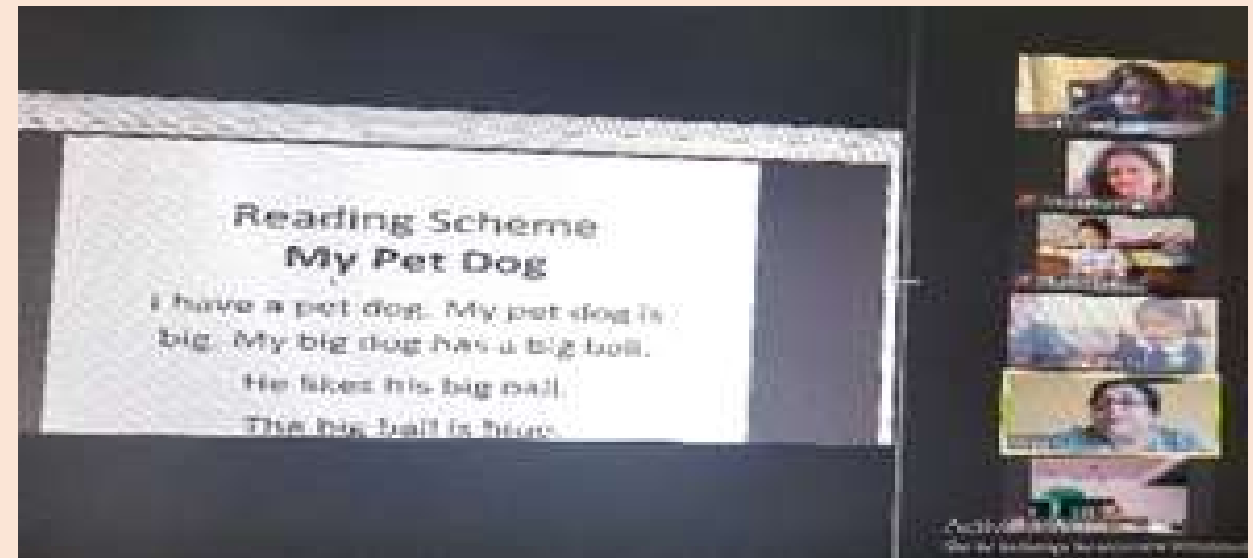 Reading Scheme
My Pet Dog
I have a pet dog. My pet dog is
big. My big dog has a big ball.
He likes his big ball.
The big ball is blue.